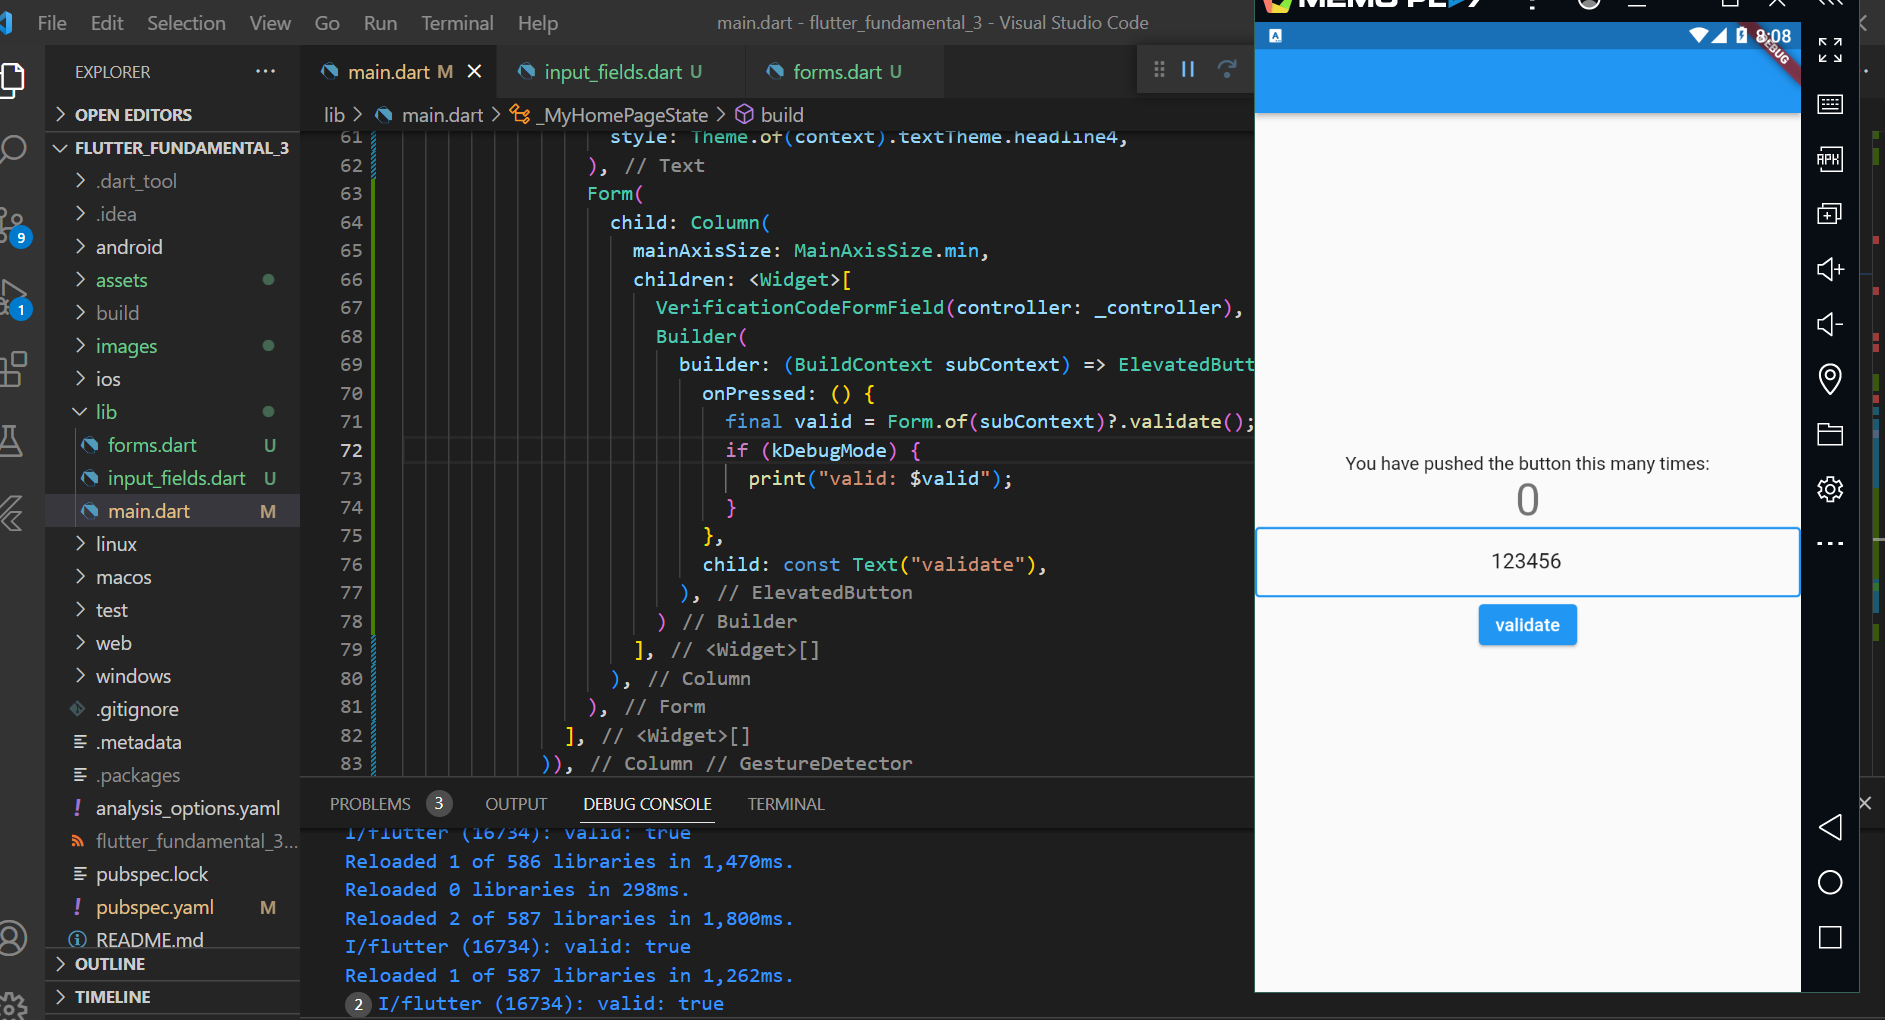 File Edit Selection View Go Run Terminal Help
main.dart - flutter_fundamental_3 - Visual Studio Code
EXPLORER
OPEN EDITORS
FLUTTER_FUNDAMENTAL_3
.dart_tool
.idea
android
assets
build
images
ios
lib
forms.dart U
input_fields.dart U
main.dart M
linux
macos
test
web
windows
.gitignore
.metadata
.packages
analysis_options.yaml
flutter_fundamental_3...
pubspec.lock
pubspec.yaml M
README.md
OUTLINE
TIMELINE
9
1
main.dart M
input_fields.dart U
forms.dart U
lib > main.dart > _MyHomePageState > build
61 style: Theme.of(context).textTheme.headline4,
62 ), // Text
63 Form(
64 child: Column(
65 mainAxisSize: MainAxisSize.min,
66 children: <Widget>[
67 VerificationCodeFormField(controller: _controller),
68 Builder(
69 builder: (BuildContext subContext) => ElevatedButt
70 onPressed: () {
71 final valid = Form.of(subContext)?.validate();
72 if (kDebugMode) {
73 print("valid: $valid");
74 }
75 },
76 child: const Text("validate"),
77 ), // ElevatedButton
78 ) // Builder
79 ], // <Widget>[]
80 ), // Column
81 ), // Form
82 ], // <Widget>[]
83 )), // Column // GestureDetector
PROBLEMS 3 OUTPUT DEBUG CONSOLE TERMINAL
I/flutter (16734): valid: true
Reloaded 1 of 586 libraries in 1,470ms.
Reloaded 0 libraries in 298ms.
Reloaded 2 of 587 libraries in 1,800ms.
I/flutter (16734): valid: true
Reloaded 1 of 587 libraries in 1,262ms.
2 I/flutter (16734): valid: true
MEMU PLAY
A
8:08
DEBUG
You have pushed the button this many times:
0
123456
validate
APK